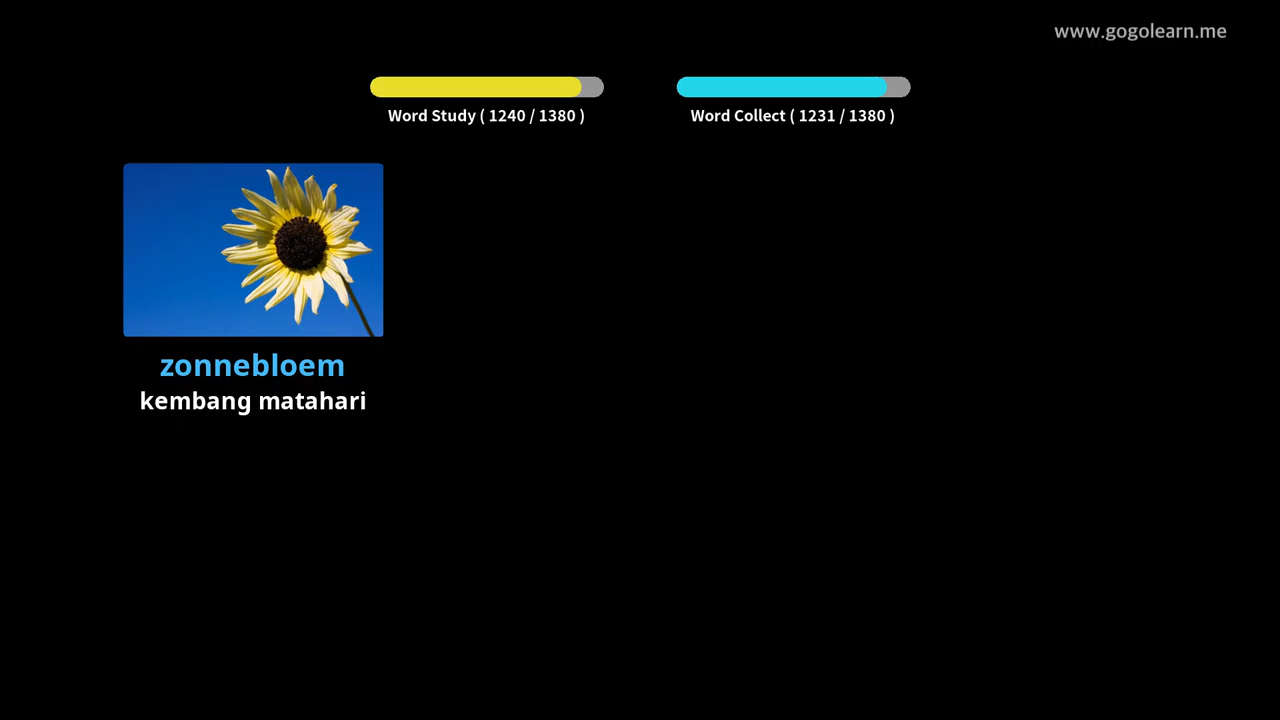 www.gogolearn.me
Word Study ( 1240 / 1380 )
Word Collect ( 1231 / 1380 )
zonnebloem
kembang matahari